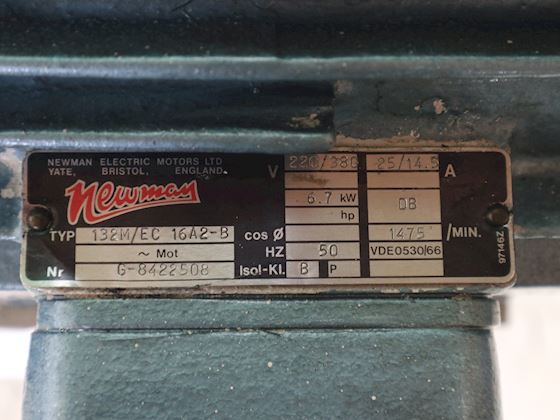 NEWMAN ELECTRIC MOTORS LTD
YATE, BRISTOL, ENGLAND
Newman
V 220/380 25/14.5 A
6.7 kW DB
hp
TYP 132M/EC 16A2-B cos Ø 1475 /MIN.
~ Mot HZ 50 VDE0530/66
Nr G-8422508 Isol-Kl. B P
97146Z